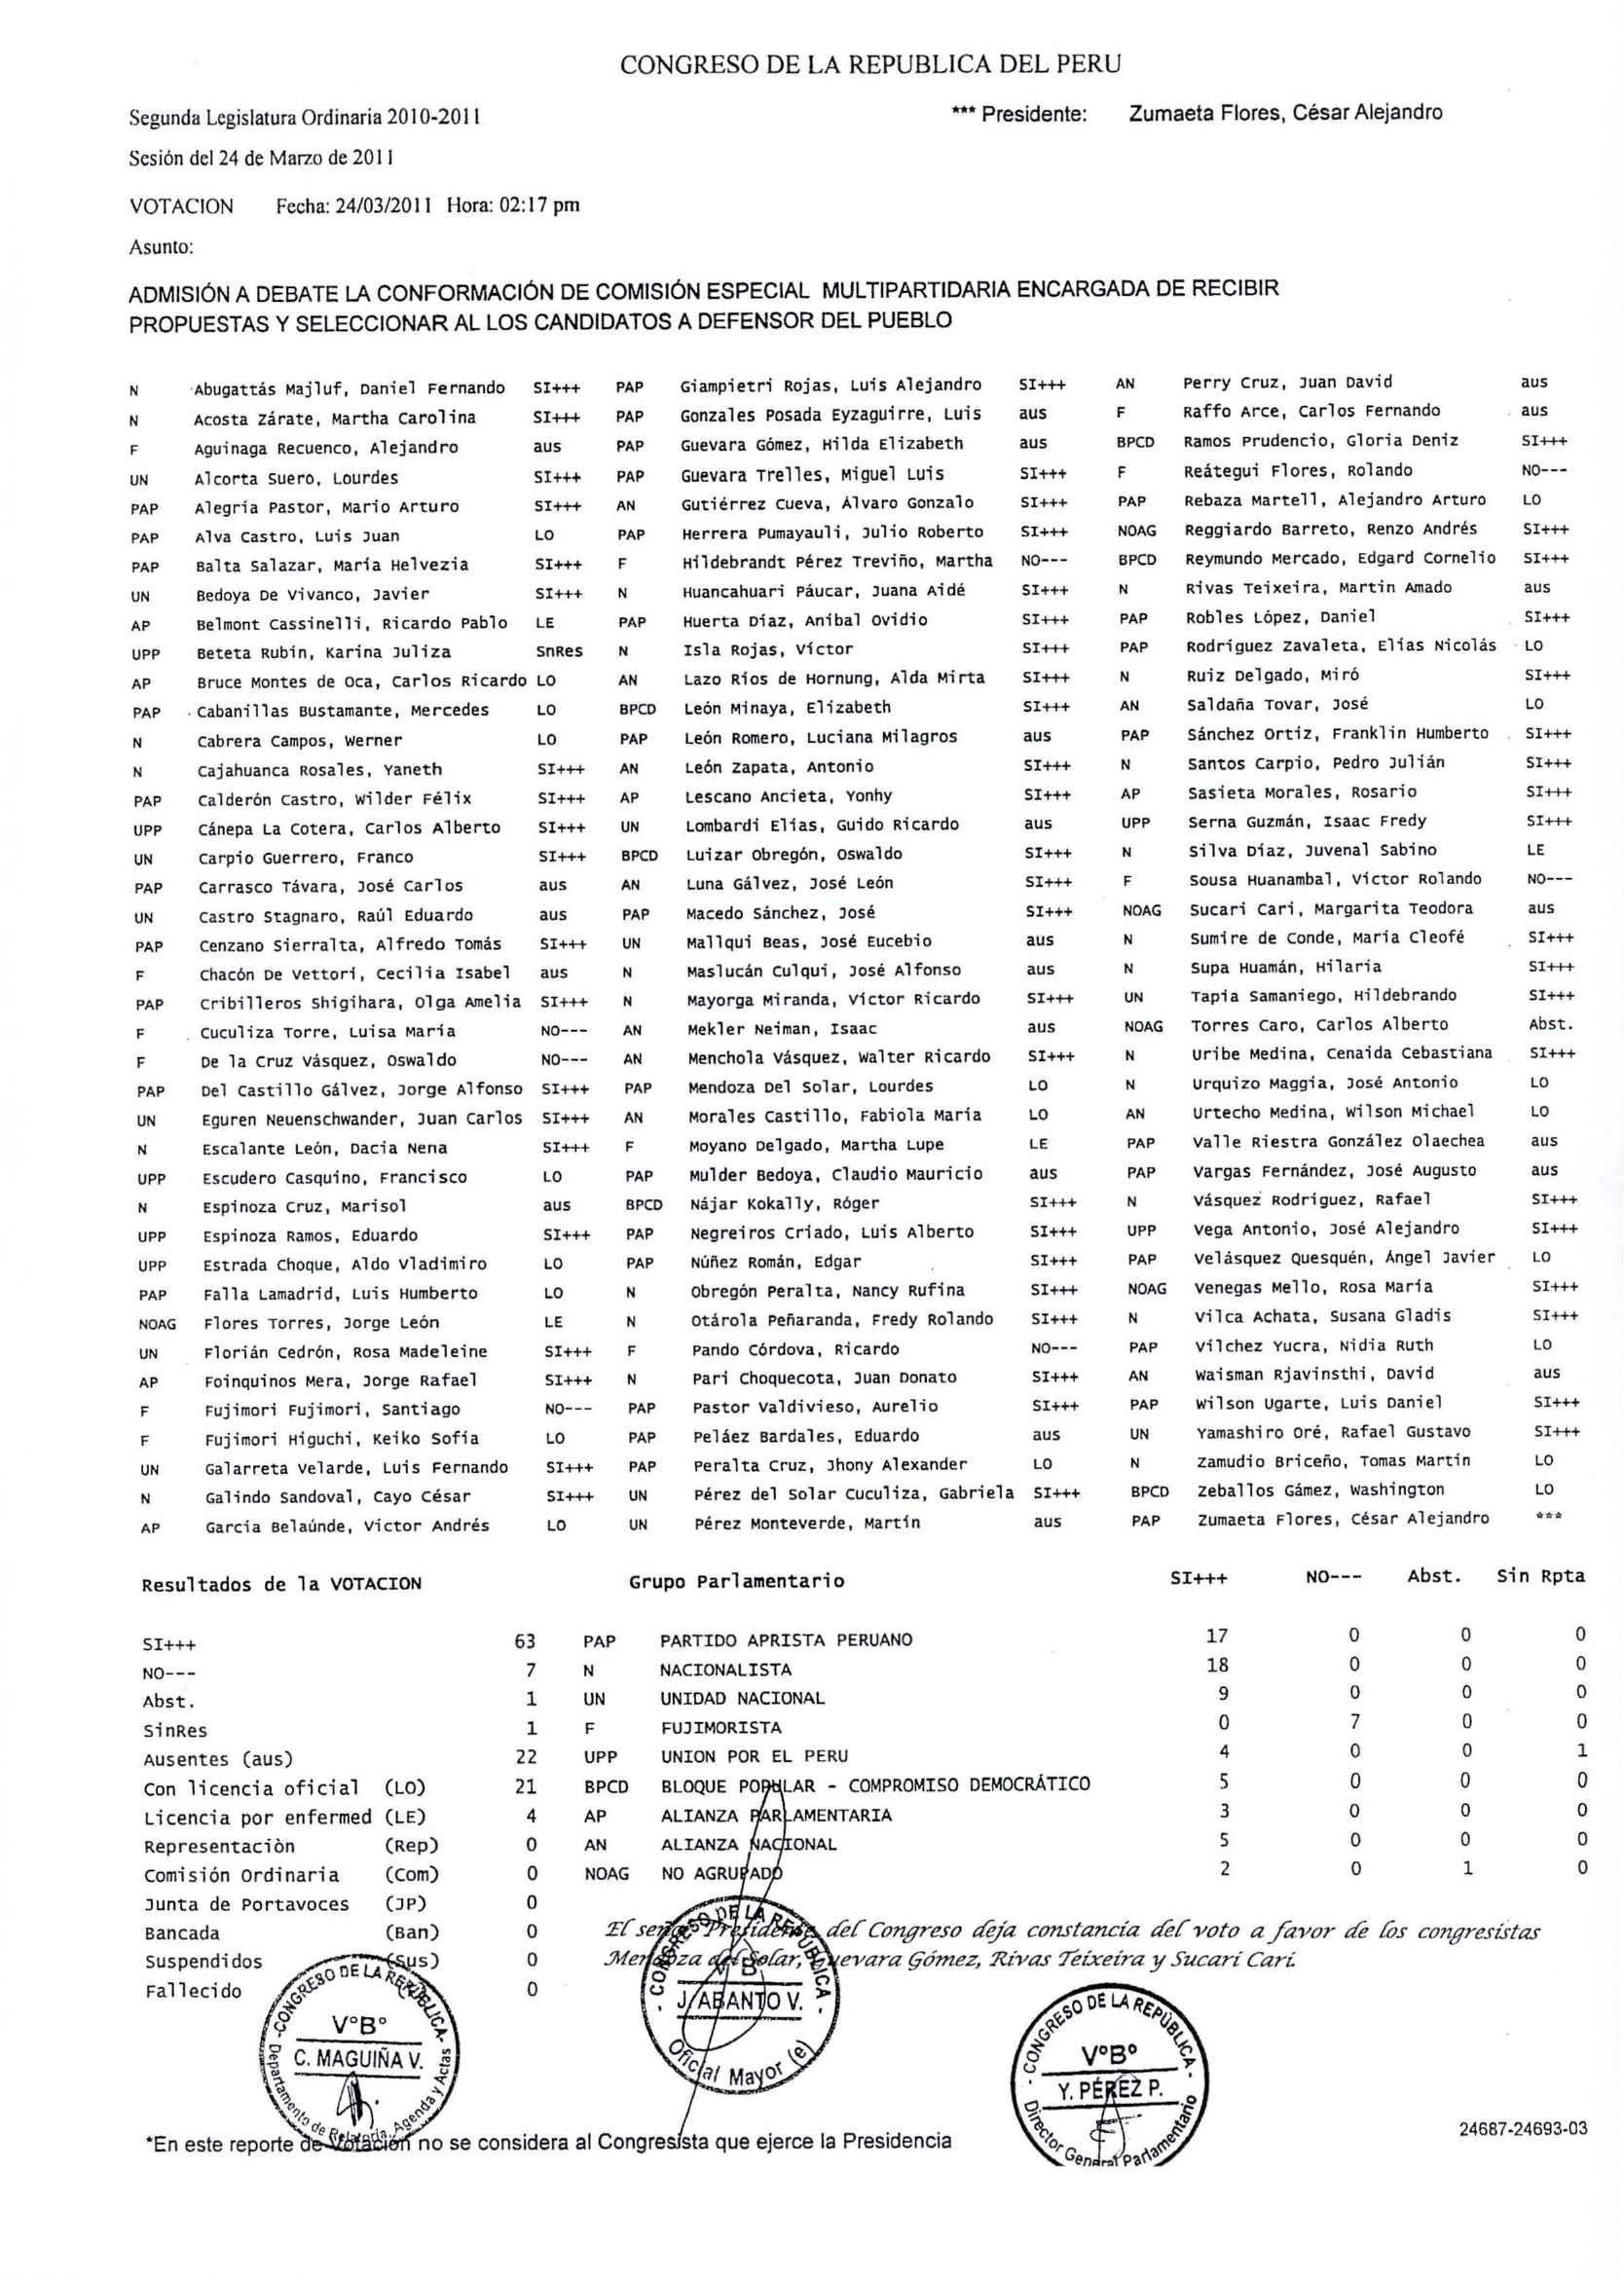 CONGRESO DE LA REPUBLICA DEL PERU
Segunda Legislatura Ordinaria 2010-2011 *** Presidente: Zumaeta Flores, César Alejandro
Sesión del 24 de Marzo de 2011
VOTACION Fecha: 24/03/2011 Hora: 02:17 pm
Asunto:
ADMISIÓN A DEBATE LA CONFORMACIÓN DE COMISIÓN ESPECIAL MULTIPARTIDARIA ENCARGADA DE RECIBIR
PROPUESTAS Y SELECCIONAR AL LOS CANDIDATOS A DEFENSOR DEL PUEBLO
N Abugattás Majluf, Daniel Fernando SI+++ PAP Giampietri Rojas, Luis Alejandro SI+++ AN Perry Cruz, Juan David aus
N Acosta Zárate, Martha Carolina SI+++ PAP Gonzales Posada Eyzaguirre, Luis aus F Raffo Arce, Carlos Fernando aus
F Aguinaga Recuenco, Alejandro aus PAP Guevara Gómez, Hilda Elizabeth aus BPCD Ramos Prudencio, Gloria Deniz SI+++
UN Alcorta Suero, Lourdes SI+++ PAP Guevara Trelles, Miguel Luis SI+++ F Reátegui Flores, Rolando NO---
PAP Alegría Pastor, Mario Arturo SI+++ AN Gutiérrez Cueva, Álvaro Gonzalo SI+++ PAP Rebaza Martell, Alejandro Arturo LO
PAP Alva Castro, Luis Juan LO PAP Herrera Pumayauli, Julio Roberto SI+++ NOAG Reggiardo Barreto, Renzo Andrés SI+++
PAP Balta Salazar, María Helvezia SI+++ F Hildebrandt Pérez Treviño, Martha NO--- BPCD Reymundo Mercado, Edgard Cornelio SI+++
UN Bedoya De Vivanco, Javier SI+++ N Huancahuari Páucar, Juana Aidé SI+++ N Rivas Teixeira, Martin Amado aus
AP Belmont Cassinelli, Ricardo Pablo LE PAP Huerta Díaz, Aníbal Ovidio SI+++ PAP Robles López, Daniel SI+++
UPP Beteta Rubín, Karina Juliza SnRes N Isla Rojas, Víctor SI+++ PAP Rodríguez Zavaleta, Elías Nicolás LO
AP Bruce Montes de Oca, Carlos Ricardo LO AN Lazo Ríos de Hornung, Alda Mirta SI+++ N Ruiz Delgado, Miró SI+++
PAP Cabanillas Bustamante, Mercedes LO BPCD León Minaya, Elizabeth SI+++ AN Saldaña Tovar, José LO
N Cabrera Campos, Werner LO PAP León Romero, Luciana Milagros aus PAP Sánchez Ortiz, Franklin Humberto SI+++
N Cajahuanca Rosales, Yaneth SI+++ AN León Zapata, Antonio SI+++ N Santos Carpio, Pedro Julián SI+++
PAP Calderón Castro, Wilder Félix SI+++ AP Lescano Ancieta, Yonhy SI+++ AP Sasieta Morales, Rosario SI+++
UPP Cánepa La Cotera, Carlos Alberto SI+++ UN Lombardi Elías, Guido Ricardo aus UPP Serna Guzmán, Isaac Fredy SI+++
UN Carpio Guerrero, Franco SI+++ BPCD Luizar Obregón, Oswaldo SI+++ N Silva Díaz, Juvenal Sabino LE
PAP Carrasco Távara, José Carlos aus AN Luna Gálvez, José León SI+++ F Sousa Huanambal, Víctor Rolando NO---
UN Castro Stagnaro, Raúl Eduardo aus PAP Macedo Sánchez, José SI+++ NOAG Sucari Cari, Margarita Teodora aus
PAP Cenzano Sierralta, Alfredo Tomás SI+++ UN Mallqui Beas, José Eucebio aus N Sumire de Conde, María Cleofé SI+++
F Chacón De Vettori, Cecilia Isabel aus N Maslucán Culqui, José Alfonso aus N Supa Huamán, Hilaria SI+++
PAP Cribilleros Shigihara, Olga Amelia SI+++ N Mayorga Miranda, Víctor Ricardo SI+++ UN Tapia Samaniego, Hildebrando SI+++
F Cuculiza Torre, Luisa María NO--- AN Mekler Neiman, Isaac aus NOAG Torres Caro, Carlos Alberto Abst.
F De la Cruz Vásquez, Oswaldo NO--- AN Menchola Vásquez, Walter Ricardo SI+++ N Uribe Medina, Cenaida Cebastiana SI+++
PAP Del Castillo Gálvez, Jorge Alfonso SI+++ PAP Mendoza Del Solar, Lourdes LO N Urquizo Maggia, José Antonio LO
UN Eguren Neuenschwander, Juan Carlos SI+++ AN Morales Castillo, Fabiola María LO AN Urtecho Medina, Wilson Michael LO
N Escalante León, Dacia Nena SI+++ F Moyano Delgado, Martha Lupe LE PAP Valle Riestra González Olaechea aus
UPP Escudero Casquino, Francisco LO PAP Mulder Bedoya, Claudio Mauricio aus PAP Vargas Fernández, José Augusto aus
N Espinoza Cruz, Marisol aus BPCD Nájar Kokally, Róger SI+++ N Vásquez Rodríguez, Rafael SI+++
UPP Espinoza Ramos, Eduardo SI+++ PAP Negreiros Criado, Luis Alberto SI+++ UPP Vega Antonio, José Alejandro SI+++
UPP Estrada Choque, Aldo Vladimiro LO PAP Núñez Román, Edgar SI+++ PAP Velásquez Quesquén, Ángel Javier LO
PAP Falla Lamadrid, Luis Humberto LO N Obregón Peralta, Nancy Rufina SI+++ NOAG Venegas Mello, Rosa María SI+++
NOAG Flores Torres, Jorge León LE N Otárola Peñaranda, Fredy Rolando SI+++ N Vilca Achata, Susana Gladis SI+++
UN Florián Cedrón, Rosa Madeleine SI+++ F Pando Córdova, Ricardo NO--- PAP Vílchez Yucra, Nidia Ruth LO
AP Foinquinos Mera, Jorge Rafael SI+++ N Pari Choquecota, Juan Donato SI+++ AN Waisman Rjavinsthi, David aus
F Fujimori Fujimori, Santiago NO--- PAP Pastor Valdivieso, Aurelio SI+++ PAP Wilson Ugarte, Luis Daniel SI+++
F Fujimori Higuchi, Keiko Sofía LO PAP Peláez Bardales, Eduardo aus UN Yamashiro Oré, Rafael Gustavo SI+++
UN Galarreta Velarde, Luis Fernando SI+++ PAP Peralta Cruz, Jhony Alexander LO N Zamudio Briceño, Tomas Martín LO
N Galindo Sandoval, Cayo César SI+++ UN Pérez del Solar Cuculiza, Gabriela SI+++ BPCD Zeballos Gámez, Washington LO
AP García Belaúnde, Víctor Andrés LO UN Pérez Monteverde, Martín aus PAP Zumaeta Flores, César Alejandro ***
Resultados de la VOTACION Grupo Parlamentario SI+++ NO--- Abst. Sin Rpta
SI+++ 63 PAP PARTIDO APRISTA PERUANO 17 0 0 0
NO--- 7 N NACIONALISTA 18 0 0 0
Abst. 1 UN UNIDAD NACIONAL 9 0 0 0
SinRes 1 F FUJIMORISTA 0 7 0 0
Ausentes (aus) 22 UPP UNION POR EL PERU 4 0 0 1
Con licencia oficial (LO) 21 BPCD BLOQUE POPULAR - COMPROMISO DEMOCRÁTICO 5 0 0 0
Licencia por enfermed (LE) 4 AP ALIANZA PARLAMENTARIA 3 0 0 0
Representaciòn (Rep) 0 AN ALIANZA NACIONAL 5 0 0 0
Comisión Ordinaria (Com) 0 NOAG NO AGRUPADO 2 0 1 0
Junta de Portavoces (JP) 0
Bancada (Ban) 0 El señor Presidente del Congreso deja constancia del voto a favor de los congresistas
Suspendidos (Sus) 0 Mendoza del Solar, Guevara Gómez, Rivas Teixeira y Sucari Cari.
Fallecido 0
CONGRESO DE LA REPÚBLICA
V°B°
C. MAGUIÑA V.
Departamento de Relatoría, Agenda y Actas
CONGRESO DE LA REPUBLICA
V°B°
J. ABANTO V.
Oficial Mayor (e)
CONGRESO DE LA REPÚBLICA
V°B°
Y. PÉREZ P.
Director General Parlamentario
*En este reporte de Votación no se considera al Congresista que ejerce la Presidencia
24687-24693-03